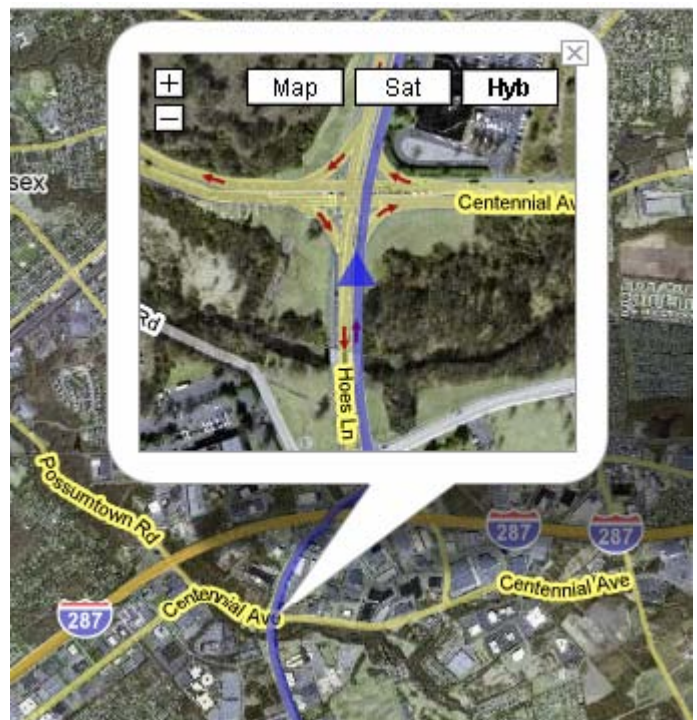 +
−
Map
Sat
Hyb
sex
Centennial Av
Rd
Hoes Ln
Possumtown Rd
287
287
287
Centennial Ave
Centennial Ave